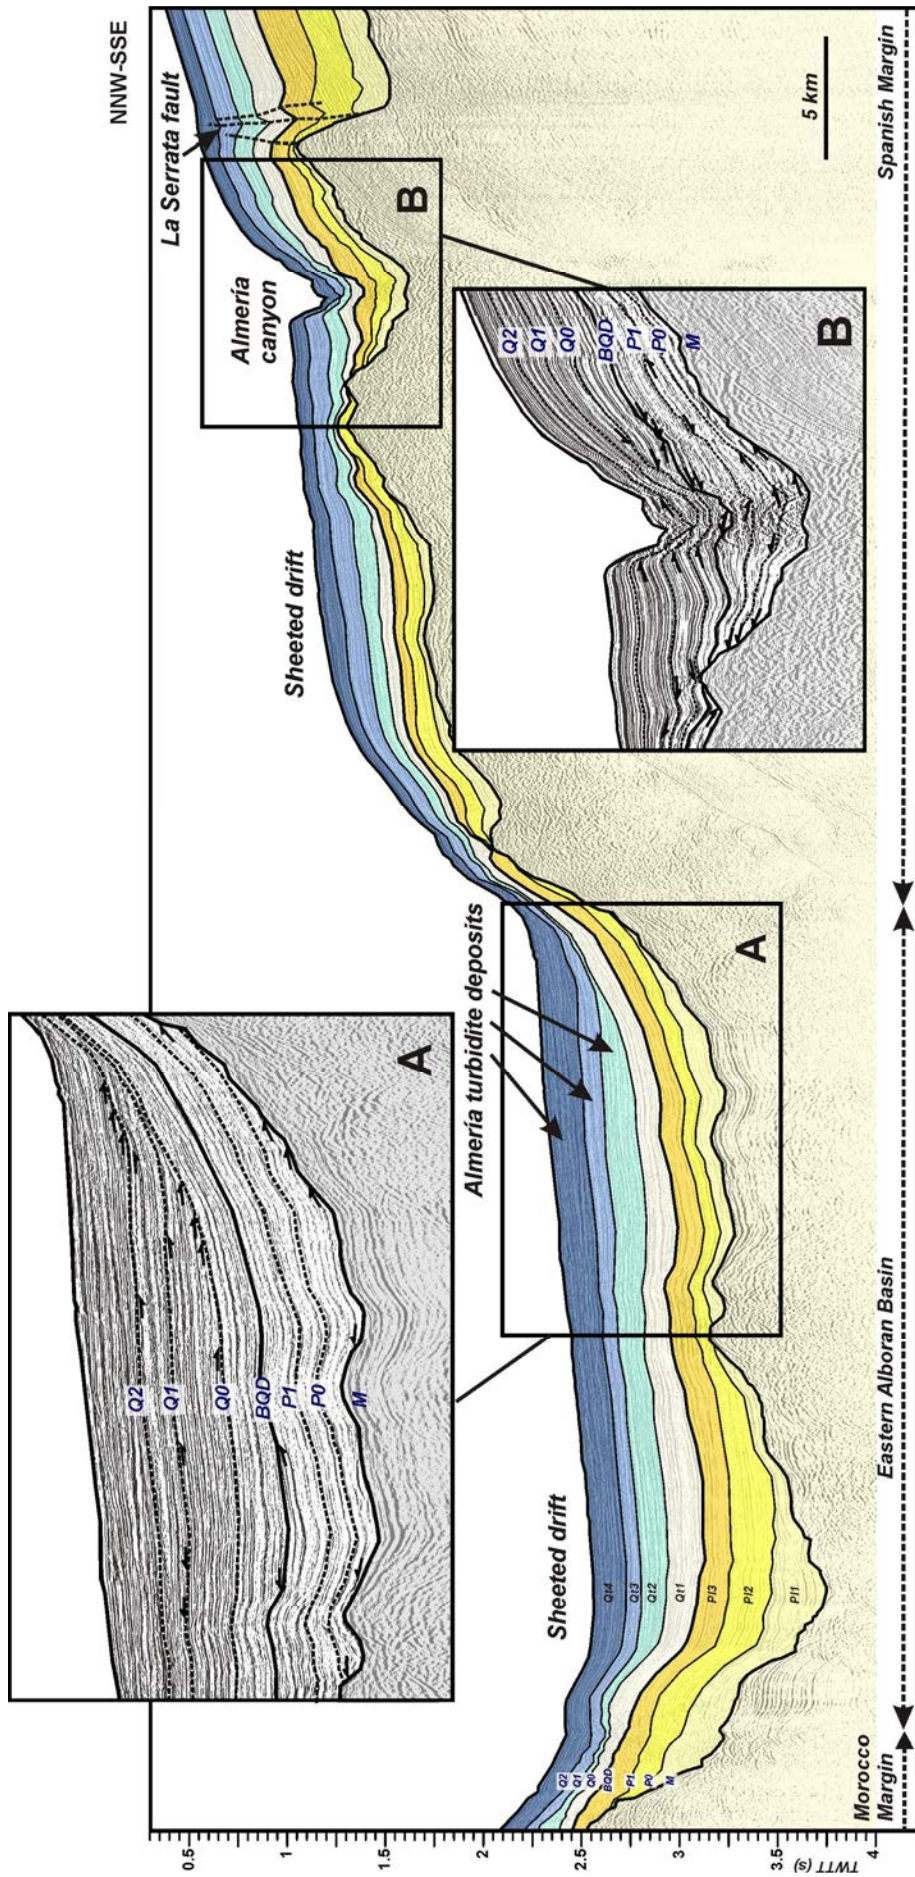 NNW-SSE
La Serrata fault
Almería
canyon
B
5 km
Spanish Margin
Q2
Q1
Q0
BQD
P1
P0
M
B
Sheeted drift
A
Almería turbidite deposits
A
Q2
Q1
Q0
BQD
P1
P0
M
Sheeted drift
Qt4
Qt3
Qt2
Qt1
Pl3
Pl2
Pl1
Eastern Alboran Basin
Q2
Q1
Q0
BQD
P1
P0
M
Morocco
Margin
0.5
1
1.5
2
2.5
3
3.5
4
TWTT (s)